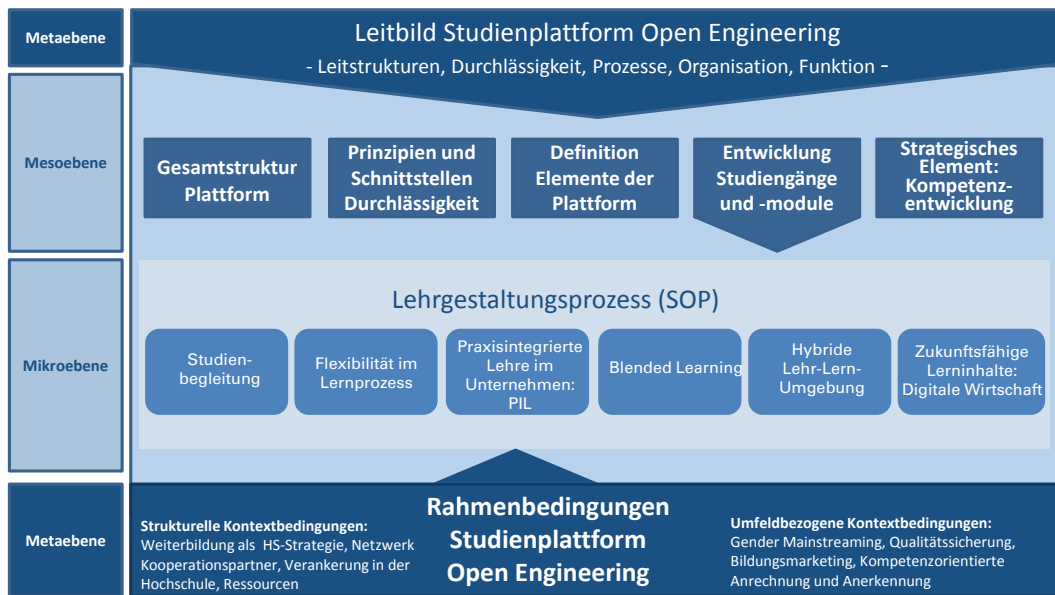 Metaebene
Leitbild Studienplattform Open Engineering
- Leitstrukturen, Durchlässigkeit, Prozesse, Organisation, Funktion -
Mesoebene
Gesamtstruktur
Plattform
Prinzipien und
Schnittstellen
Durchlässigkeit
Definition
Elemente der
Plattform
Entwicklung
Studiengänge
und -module
Strategisches
Element:
Kompetenz-
entwicklung
Mikroebene
Lehrgestaltungsprozess (SOP)
Studien-
begleitung
Flexibilität im
Lernprozess
Praxisintegrierte
Lehre im
Unternehmen:
PIL
Blended Learning
Hybride
Lehr-Lern-
Umgebung
Zukunftsfähige
Lerninhalte:
Digitale Wirtschaft
Metaebene
Strukturelle Kontextbedingungen:
Weiterbildung als HS-Strategie, Netzwerk
Kooperationspartner, Verankerung in der
Hochschule, Ressourcen
Rahmenbedingungen
Studienplattform
Open Engineering
Umfeldbezogene Kontextbedingungen:
Gender Mainstreaming, Qualitätssicherung,
Bildungsmarketing, Kompetenzorientierte
Anrechnung und Anerkennung